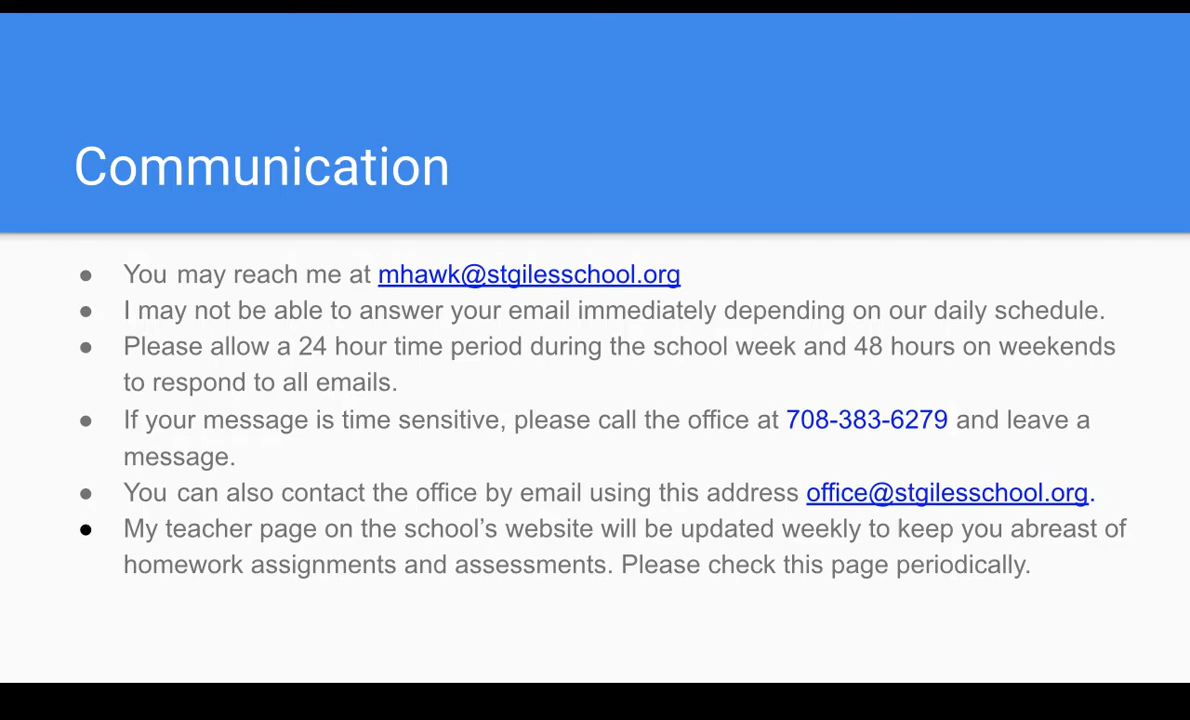 Communication
● You may reach me at mhawk@stgilesschool.org
● I may not be able to answer your email immediately depending on our daily schedule.
● Please allow a 24 hour time period during the school week and 48 hours on weekends
to respond to all emails.
● If your message is time sensitive, please call the office at 708-383-6279 and leave a
message.
● You can also contact the office by email using this address office@stgilesschool.org.
● My teacher page on the school’s website will be updated weekly to keep you abreast of
homework assignments and assessments. Please check this page periodically.